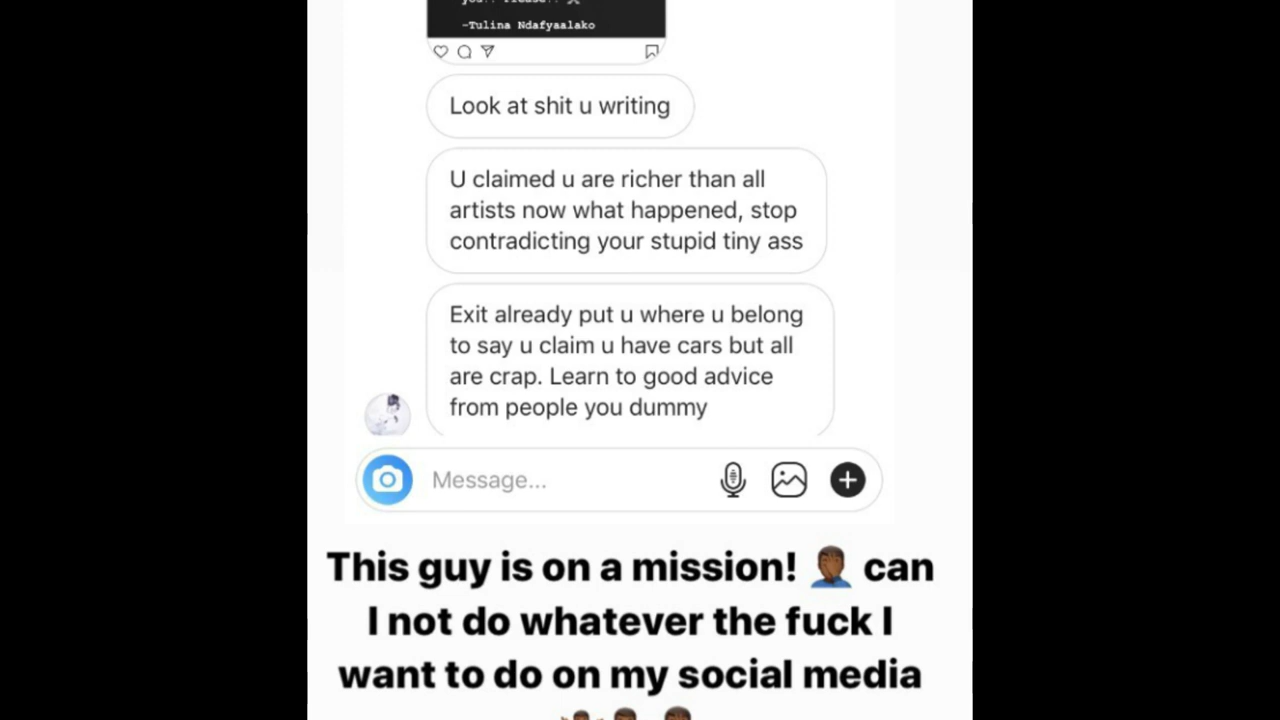 you!! Please!!
-Tulina Ndafyaalako
Look at shit u writing
U claimed u are richer than all
artists now what happened, stop
contradicting your stupid tiny ass
Exit already put u where u belong
to say u claim u have cars but all
are crap. Learn to good advice
from people you dummy
Message...
This guy is on a mission! 🤦🏾‍♂️ can
I not do whatever the fuck I
want to do on my social media